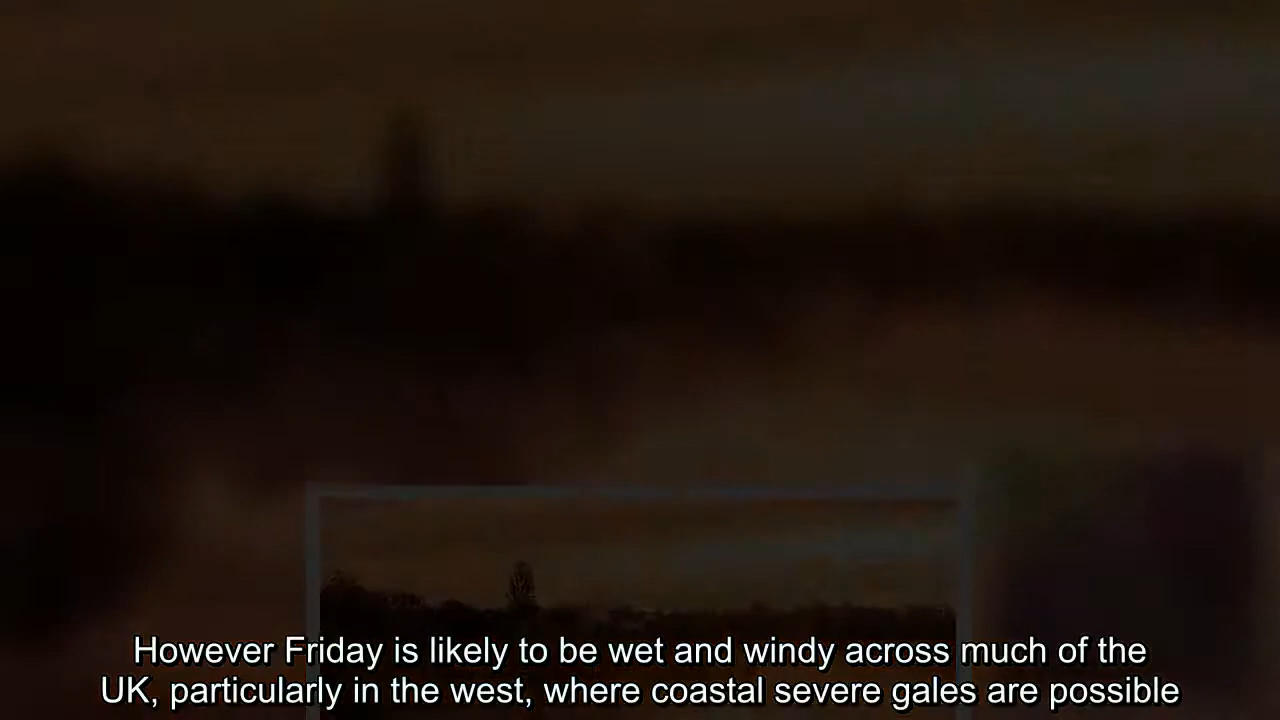 However Friday is likely to be wet and windy across much of the
UK, particularly in the west, where coastal severe gales are possible